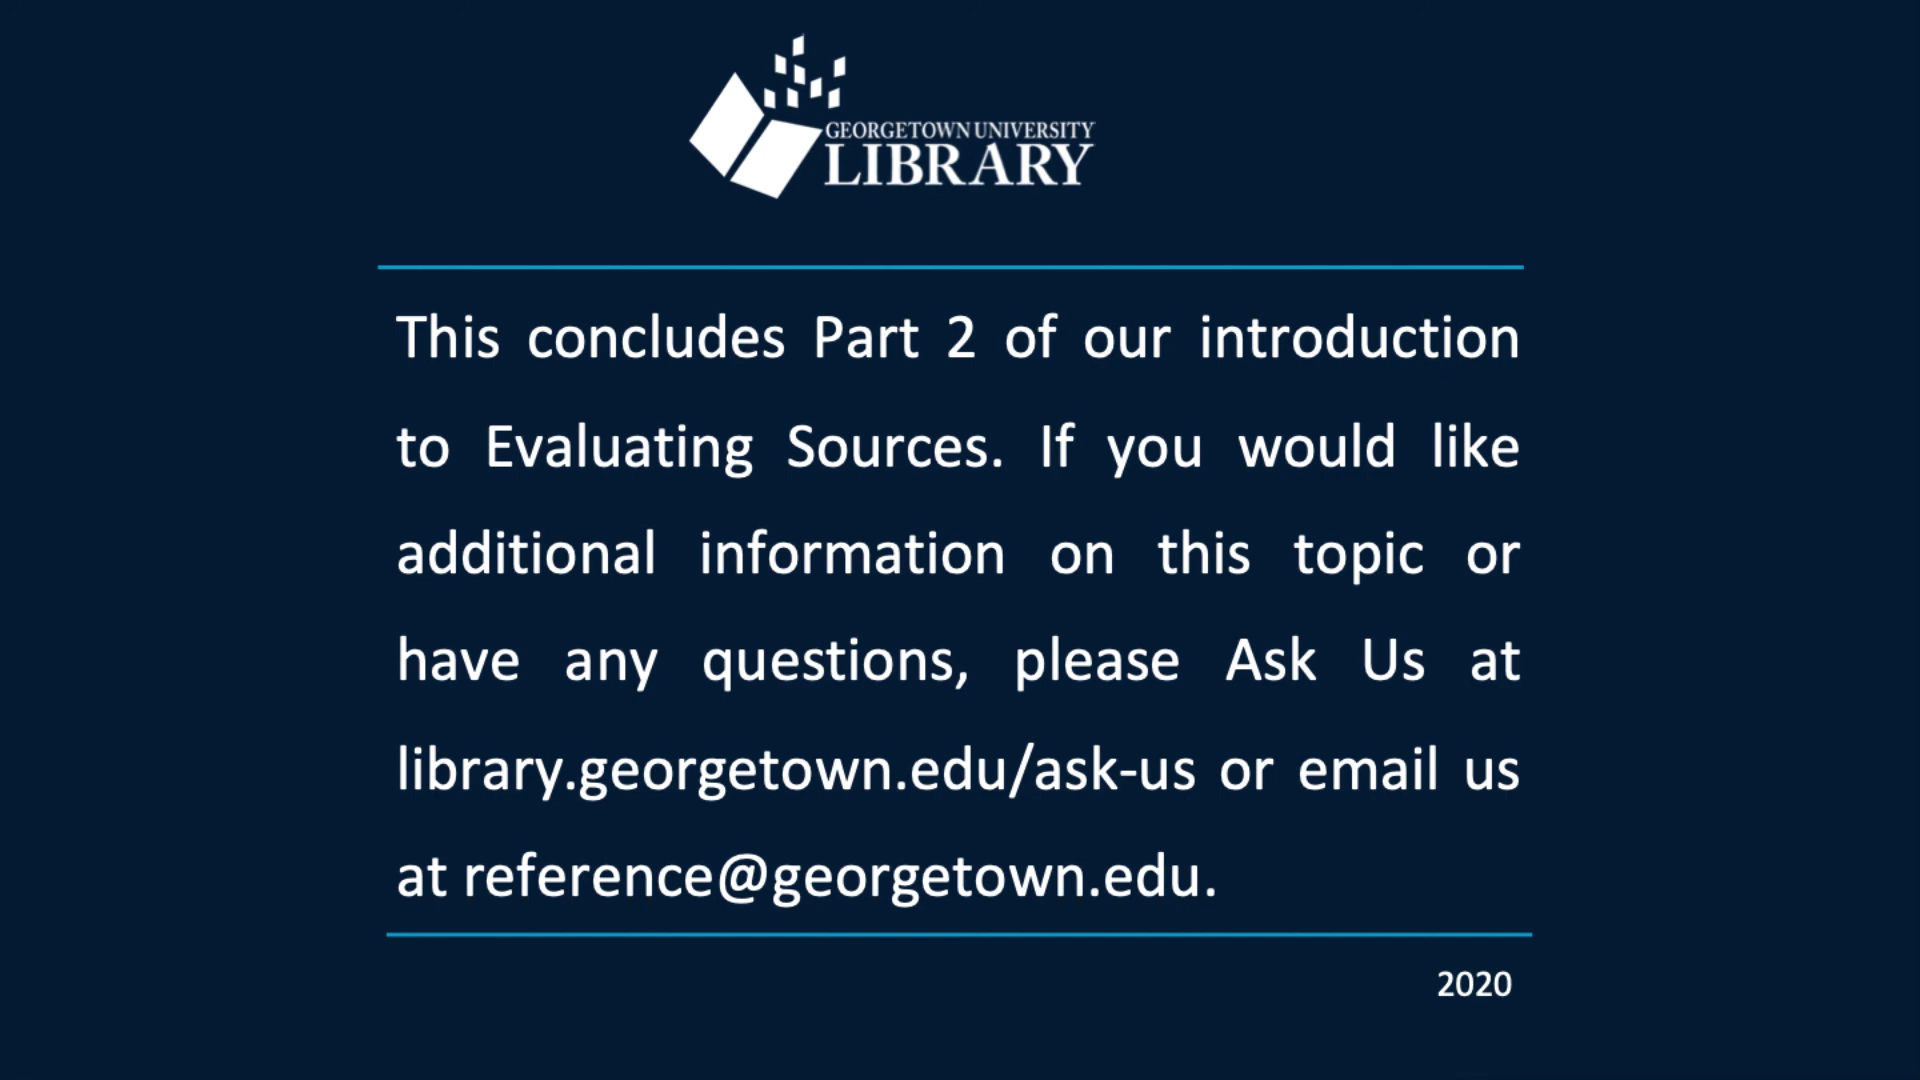 GEORGETOWN UNIVERSITY
LIBRARY
This concludes Part 2 of our introduction
to Evaluating Sources. If you would like
additional information on this topic or
have any questions, please Ask Us at
library.georgetown.edu/ask-us or email us
at reference@georgetown.edu.
2020